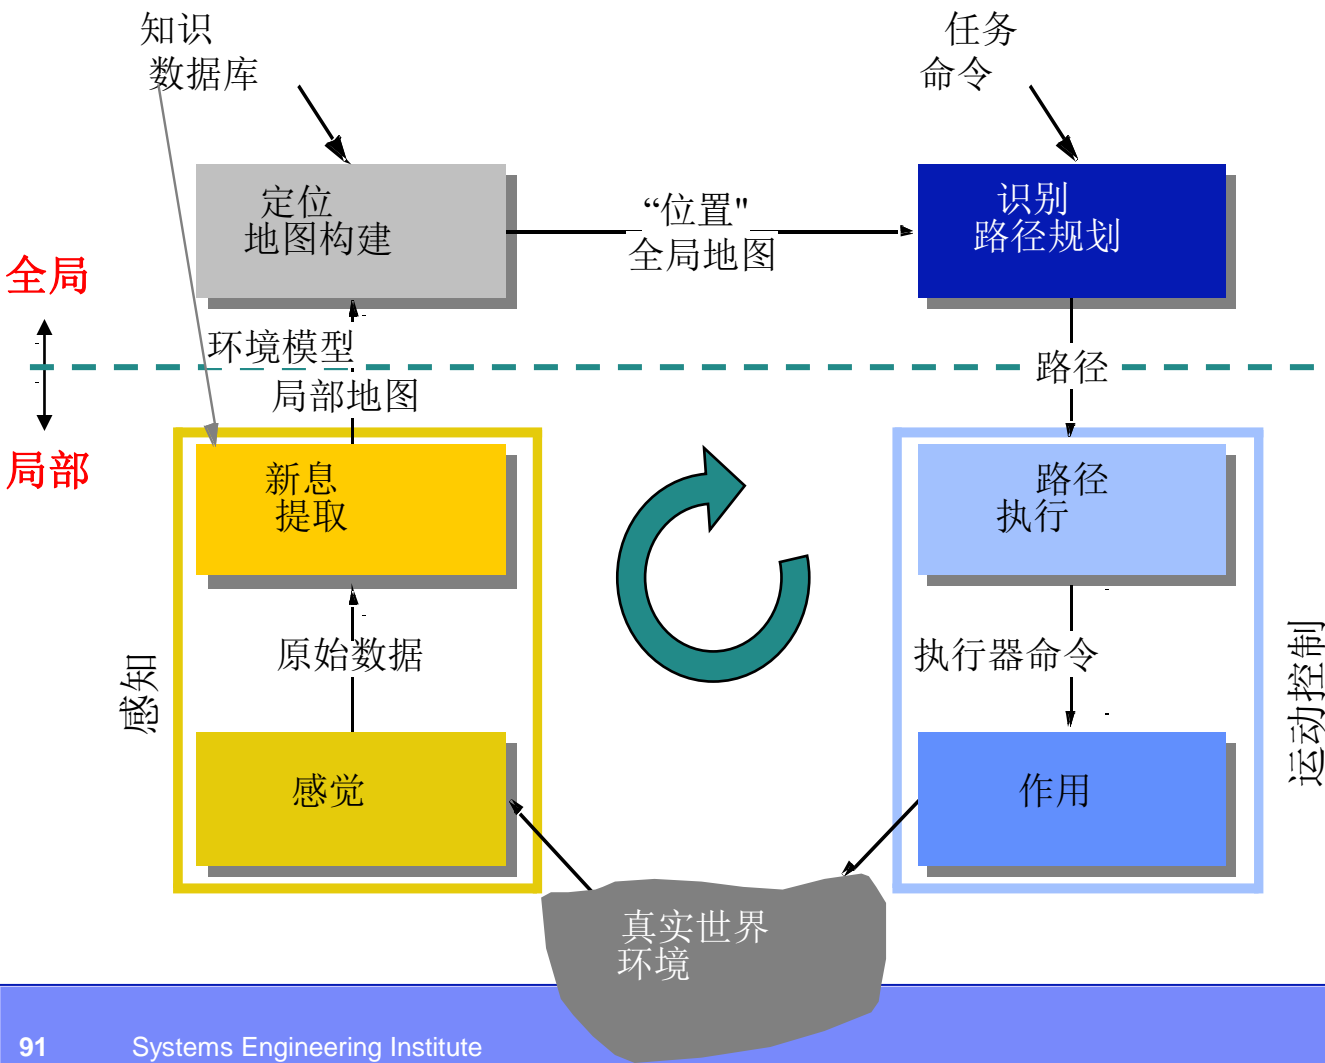 知识
数据库
任务
命令
定位
地图构建
“位置"
全局地图
识别
路径规划
全局
环境模型
路径
局部地图
局部
新息
提取
路径
执行
原始数据
执行器命令
感知
运动控制
感觉
作用
真实世界
环境
91 Systems Engineering Institute